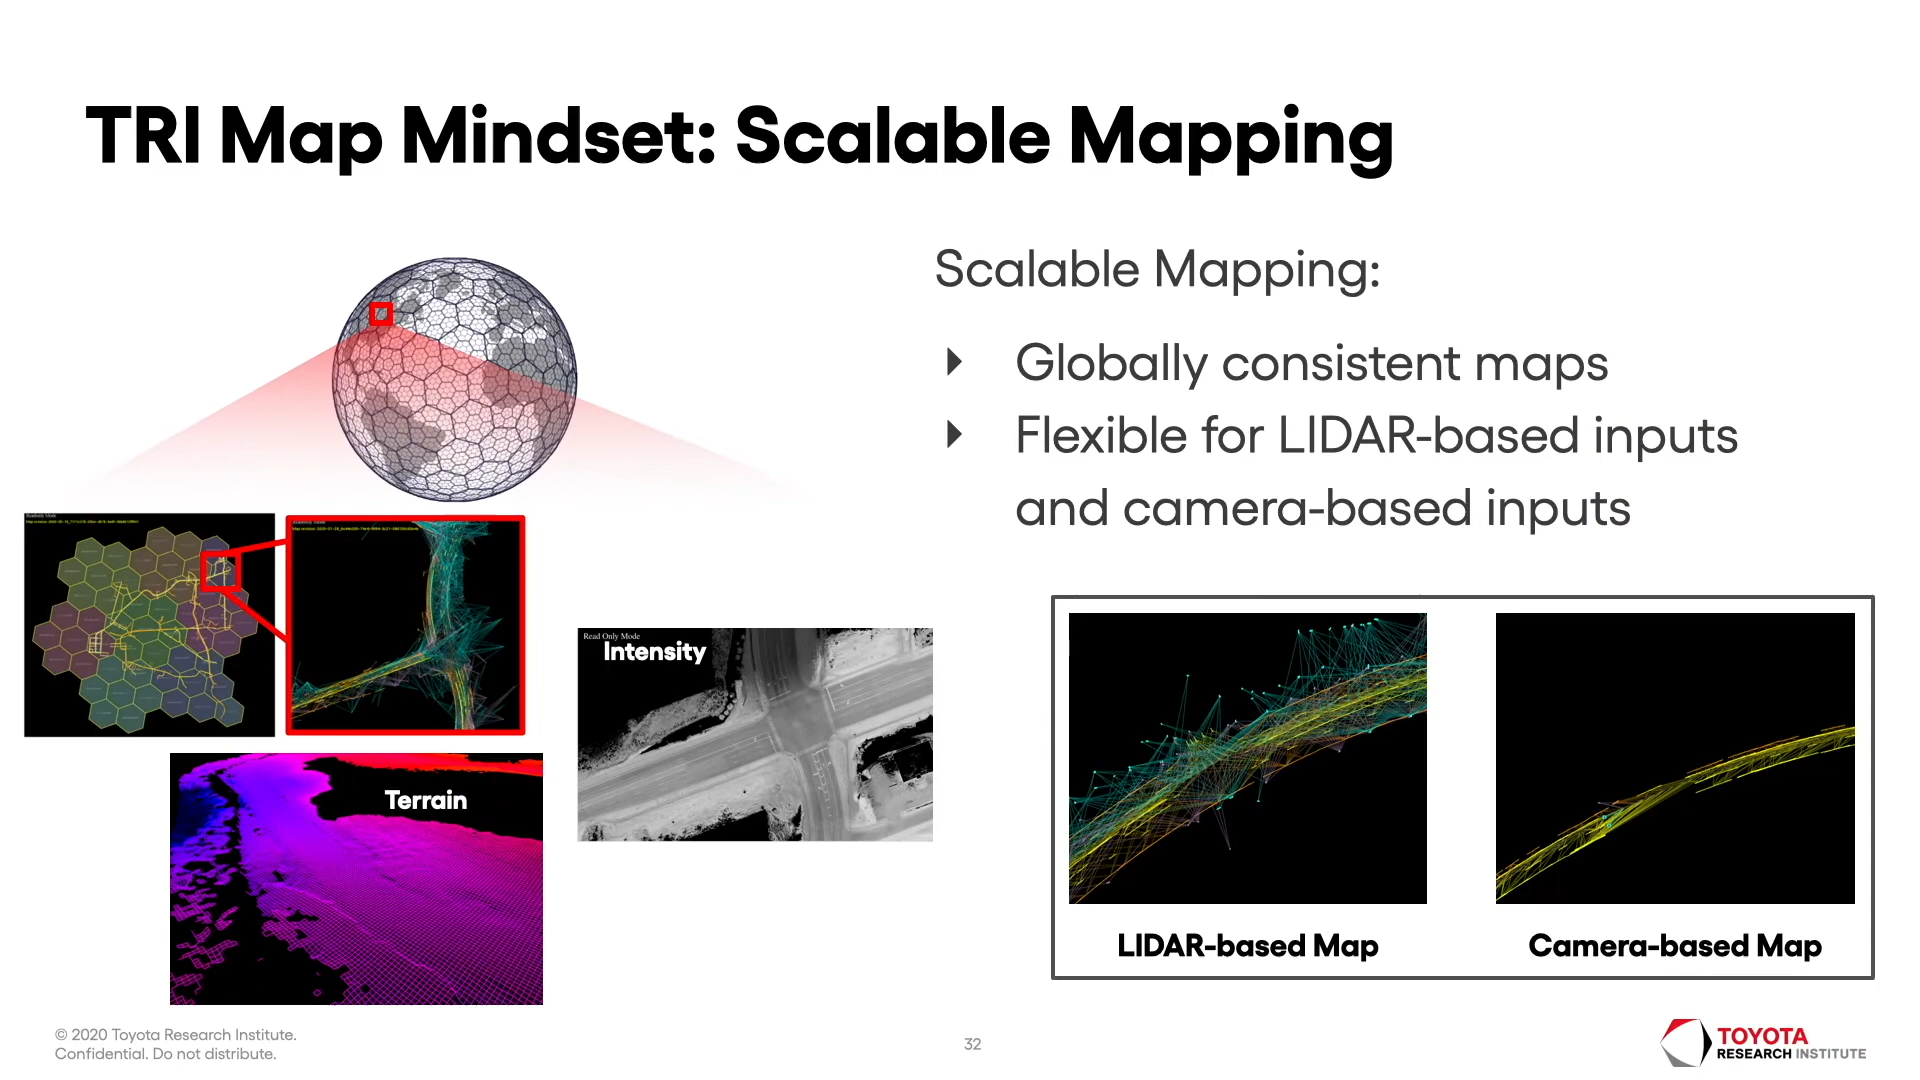 TRI Map Mindset: Scalable Mapping
Scalable Mapping:
Globally consistent maps
Flexible for LIDAR-based inputs
and camera-based inputs
Read Only Mode
Intensity
Terrain
LIDAR-based Map
Camera-based Map
© 2020 Toyota Research Institute.
Confidential. Do not distribute.
32
TOYOTA
RESEARCH INSTITUTE